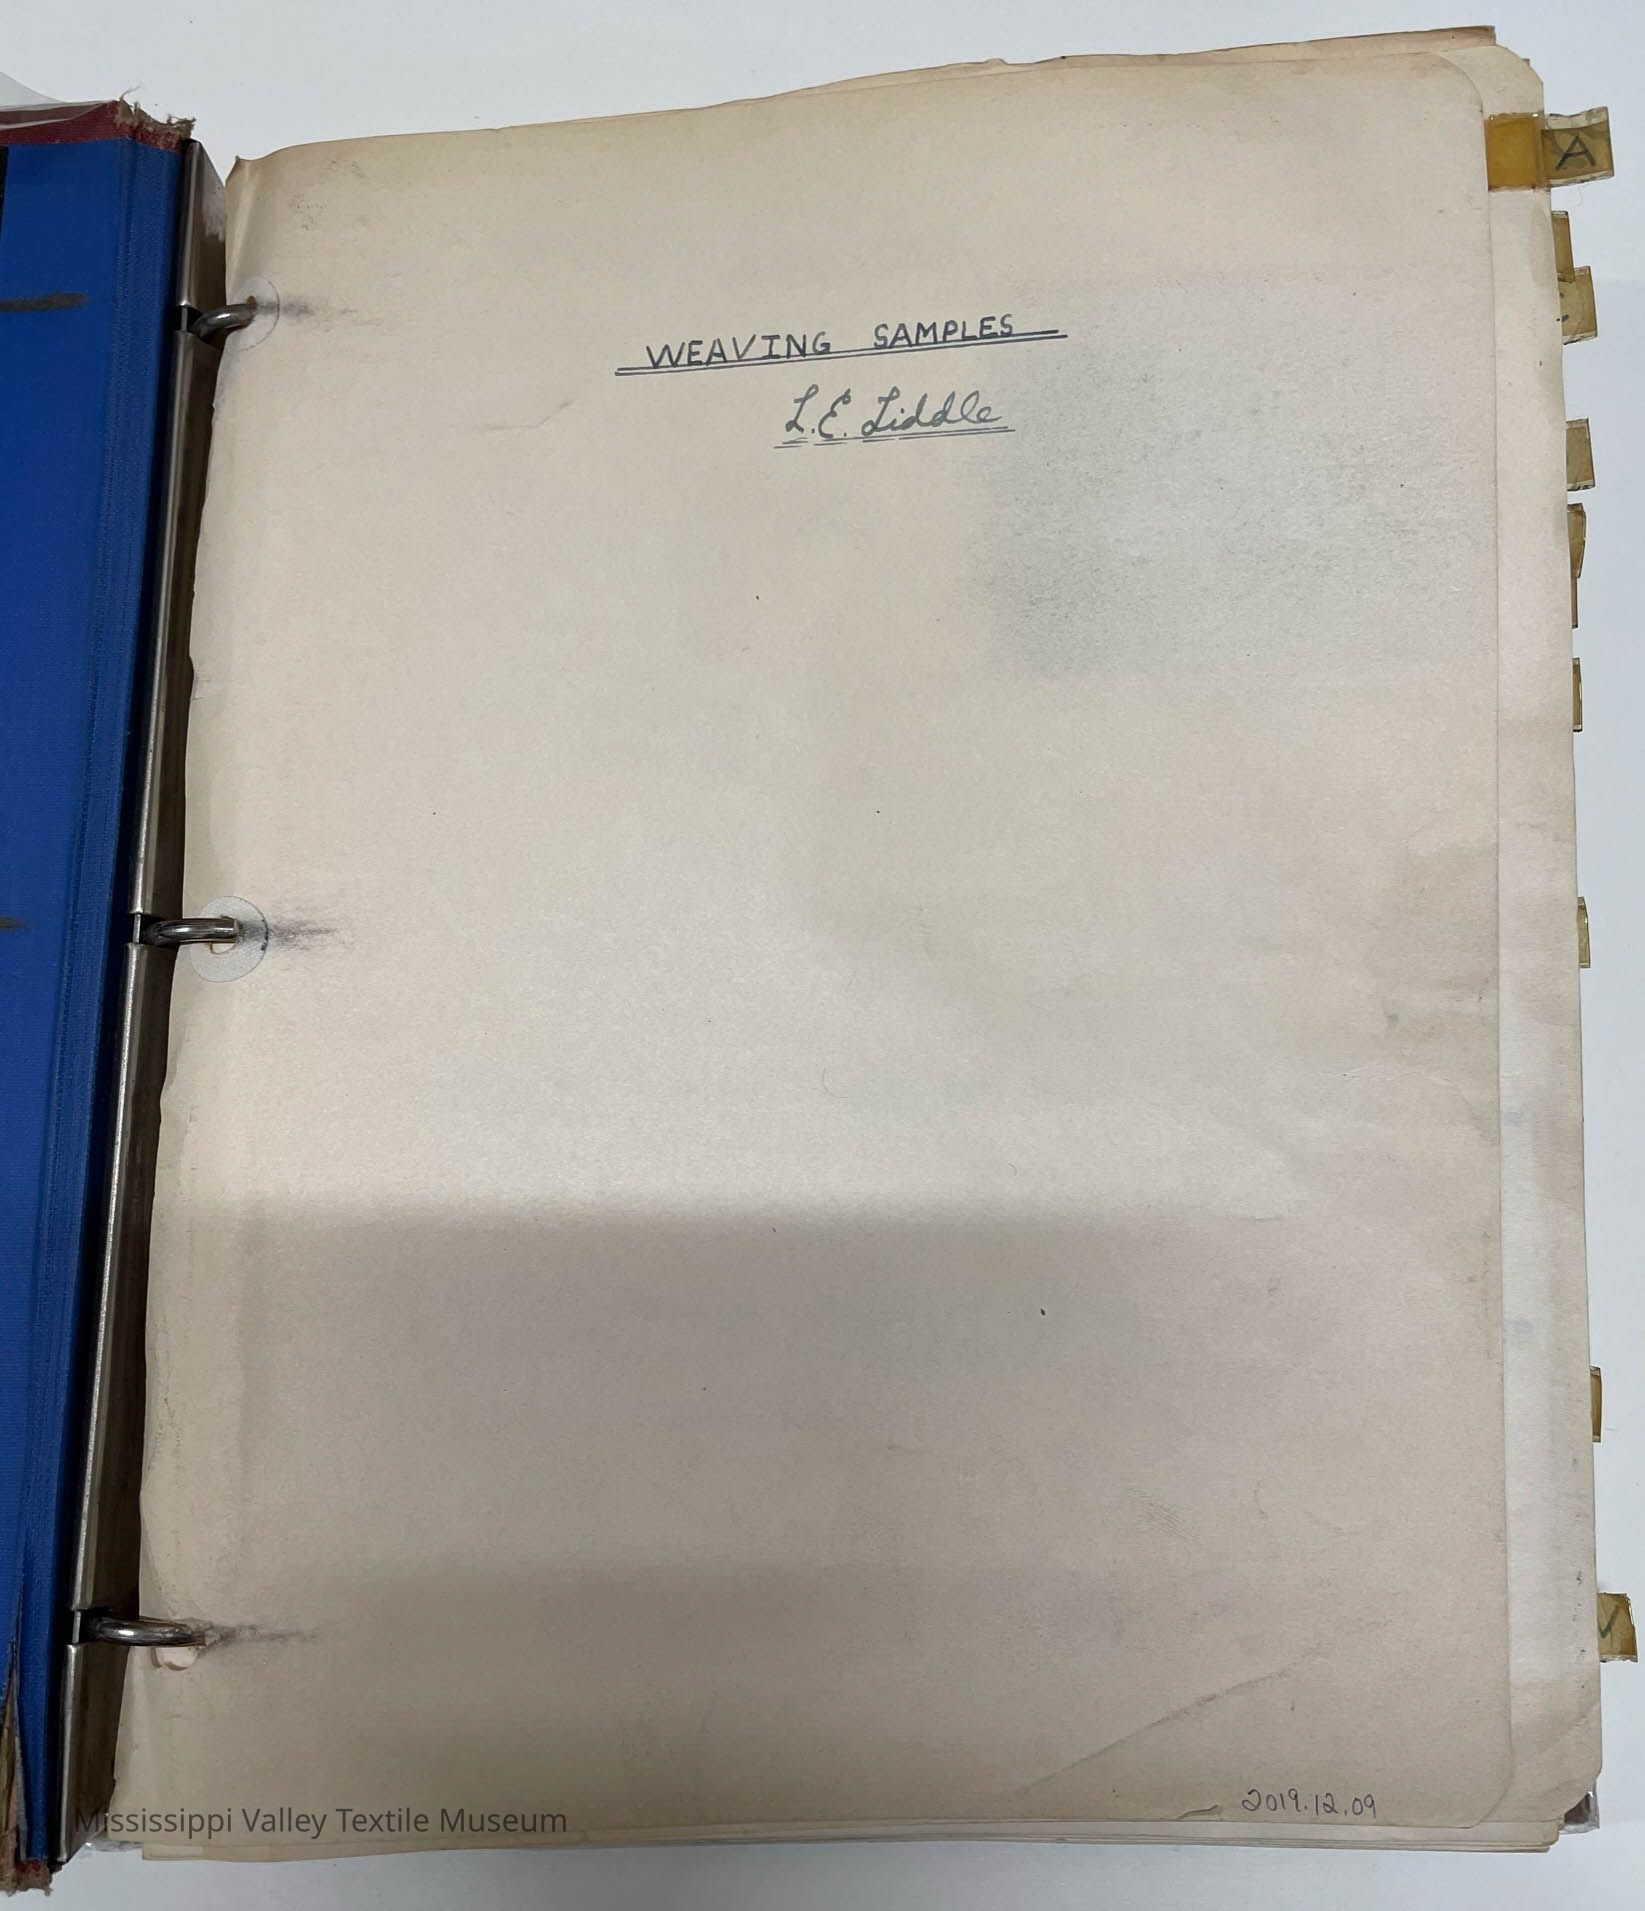 WEAVING SAMPLES
L.E. Liddle
A
V
2019.12.09
Mississippi Valley Textile Museum